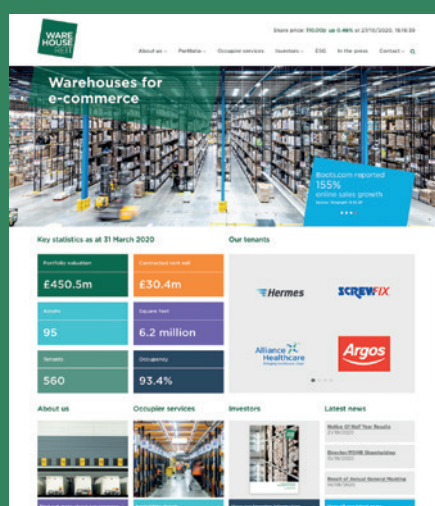 WARE
HOUSE
REIT
Share price: 110.00p up 0.46% at 27/10/2020, 16:16:39
About us
Portfolio
Occupier services
Investors
ESG
In the press
Contact
Warehouses for
e-commerce
Boots.com reported
155%
online sales growth
Key statistics as at 31 March 2020
Our tenants
Portfolio valuation
£450.5m
Contracted rent roll
£30.4m
Assets
95
Square feet
6.2 million
Tenants
560
Occupancy
93.4%
Hermes
SCREWFIX
Alliance
Healthcare
Argos
About us
Occupier services
Investors
Latest news
Notice Of Half Year Results
Director/PDMR Shareholding
Result of Annual General Meeting